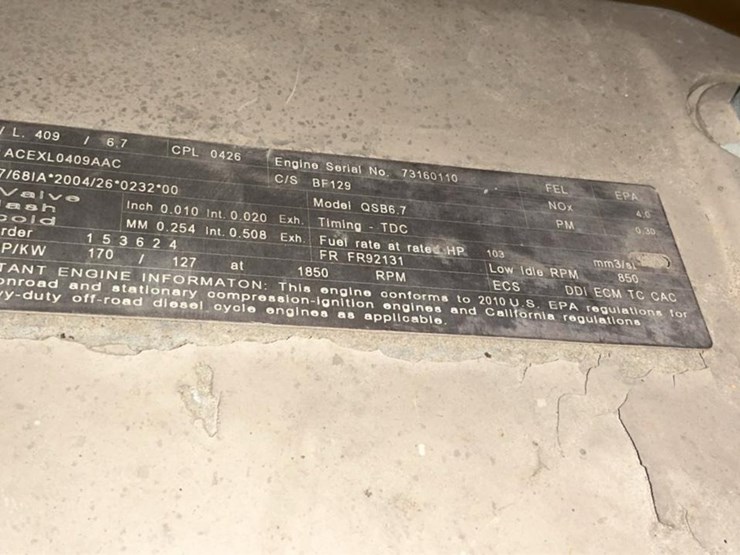 / L. 409 / 6.7 CPL 0426 Engine Serial No. 73160110 FEL EPA
ACEXL0409AAC C/S BF129 NOx 4.0
7/68IA*2004/26*0232*00 Model QSB6.7 PM 0.30
Valve Inch 0.010 Int. 0.020 Exh. Timing - TDC
lash MM 0.254 Int. 0.508 Exh. Fuel rate at rated HP 103 mm3/st
cold FR FR92131 Low Idle RPM 850
rder 1 5 3 6 2 4 ECS DDI ECM TC CAC
P/KW 170 / 127 at 1850 RPM
TANT ENGINE INFORMATON: This engine conforms to 2010 U.S. EPA regulations for
onroad and stationary compression-ignition engines and California regulations
vy-duty off-road diesel cycle engines as applicable.